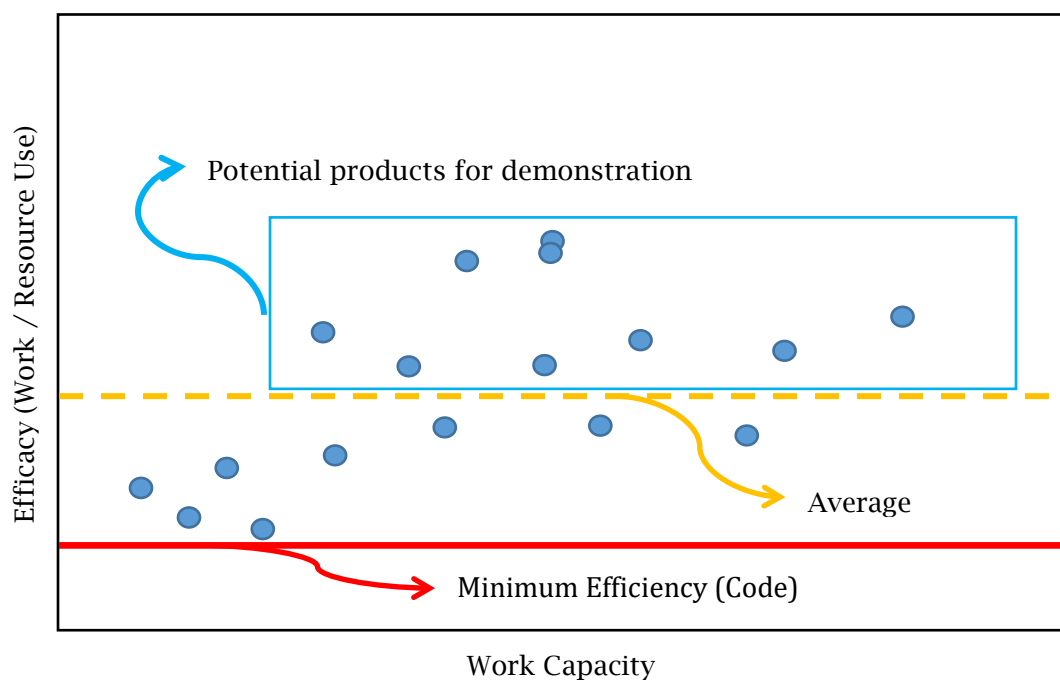 Efficacy (Work / Resource Use)
Potential products for demonstration
Average
Minimum Efficiency (Code)
Work Capacity